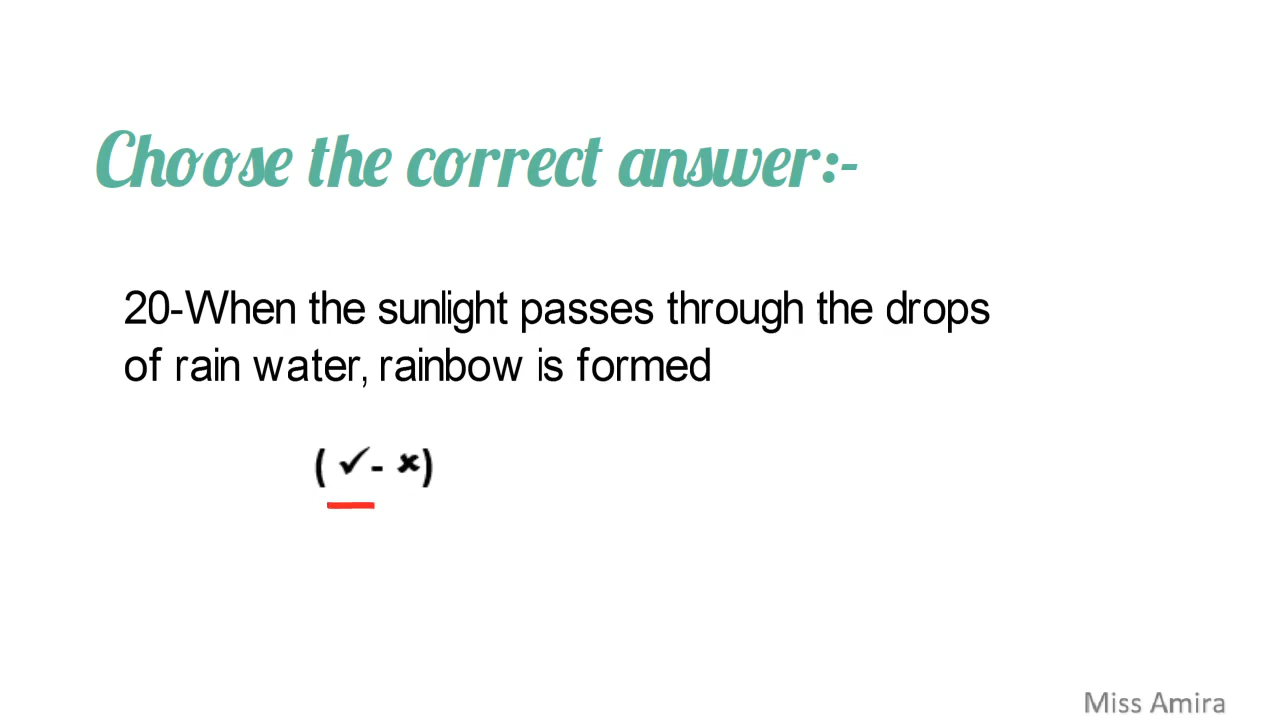 Choose the correct answer:-
20-When the sunlight passes through the drops
of rain water, rainbow is formed
( ✓- ✖)
Miss Amira